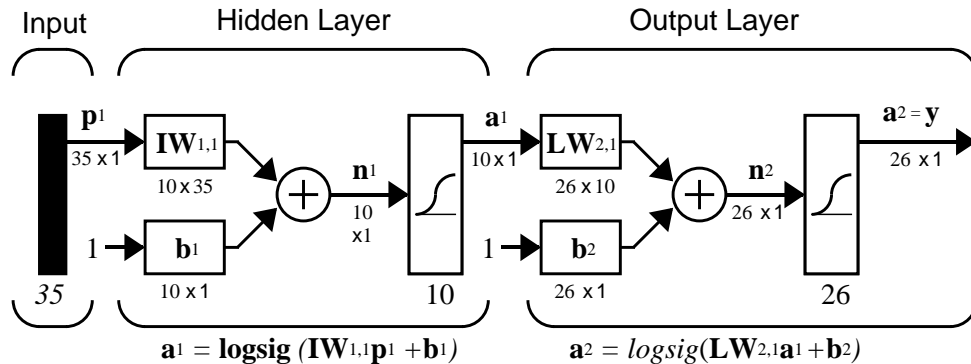 Input Hidden Layer Output Layer
p1 a1 a2 = y
IW1,1 LW2,1
35 x 1 10 x 1 26 x 1
n1 n2
10 x 35 26 x 10
10 26 x 1
x1
1 b1 1 b2
35 10 x 1 10 26 x 1 26
a1 = logsig (IW1,1p1 +b1) a2 = logsig(LW2,1a1 +b2)